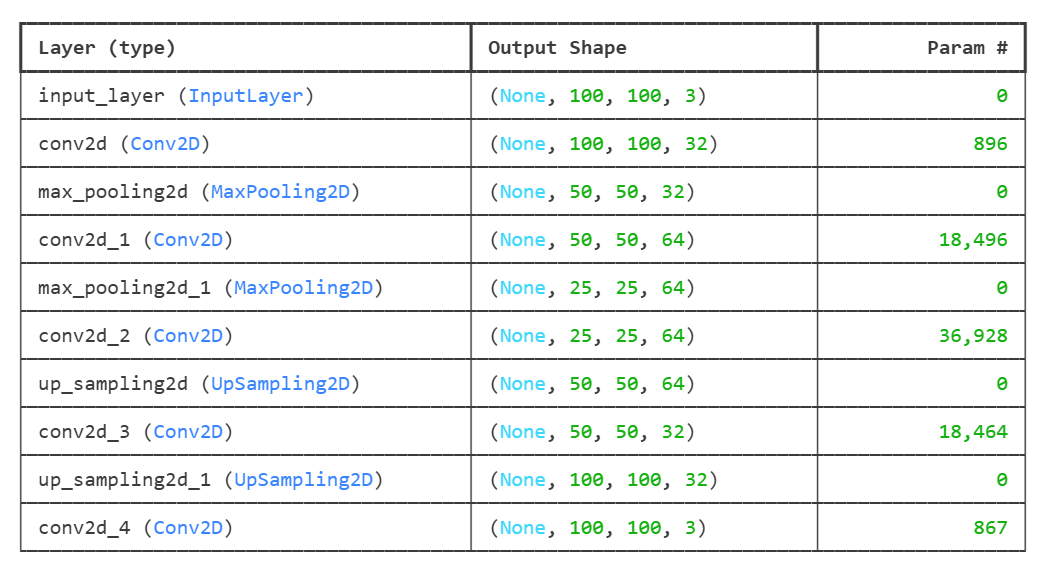 Layer (type) Output Shape Param #
input_layer (InputLayer) (None, 100, 100, 3) 0
conv2d (Conv2D) (None, 100, 100, 32) 896
max_pooling2d (MaxPooling2D) (None, 50, 50, 32) 0
conv2d_1 (Conv2D) (None, 50, 50, 64) 18,496
max_pooling2d_1 (MaxPooling2D) (None, 25, 25, 64) 0
conv2d_2 (Conv2D) (None, 25, 25, 64) 36,928
up_sampling2d (UpSampling2D) (None, 50, 50, 64) 0
conv2d_3 (Conv2D) (None, 50, 50, 32) 18,464
up_sampling2d_1 (UpSampling2D) (None, 100, 100, 32) 0
conv2d_4 (Conv2D) (None, 100, 100, 3) 867